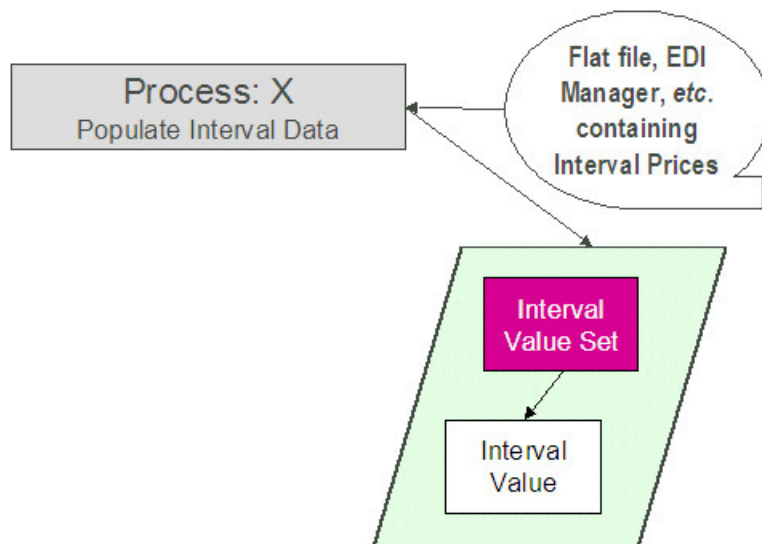 Process: X
Populate Interval Data
Flat file, EDI
Manager, etc.
containing
Interval Prices
Interval
Value Set
Interval
Value